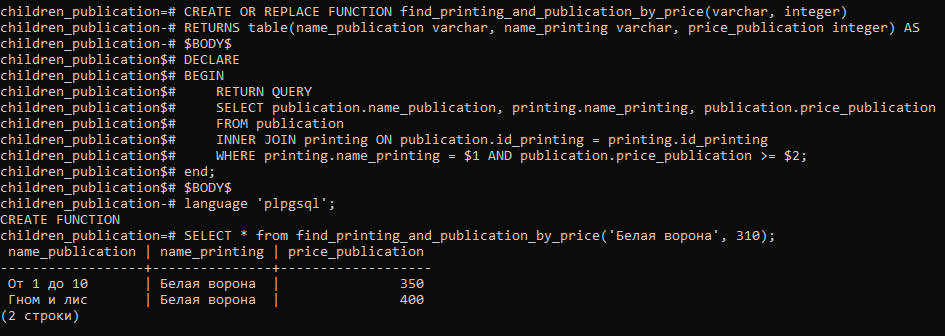 children_publication=# CREATE OR REPLACE FUNCTION find_printing_and_publication_by_price(varchar, integer)
children_publication-# RETURNS table(name_publication varchar, name_printing varchar, price_publication integer) AS
children_publication-# $BODY$
children_publication$# DECLARE
children_publication$# BEGIN
children_publication$#     RETURN QUERY
children_publication$#     SELECT publication.name_publication, printing.name_printing, publication.price_publication
children_publication$#     FROM publication
children_publication$#     INNER JOIN printing ON publication.id_printing = printing.id_printing
children_publication$#     WHERE printing.name_printing = $1 AND publication.price_publication >= $2;
children_publication$# end;
children_publication$# $BODY$
children_publication-# language 'plpgsql';
CREATE FUNCTION
children_publication=# SELECT * from find_printing_and_publication_by_price('Белая ворона', 310);
 name_publication | name_printing | price_publication
------------------+---------------+-------------------
 От 1 до 10       | Белая ворона  |               350
 Гном и лис       | Белая ворона  |               400
(2 строки)